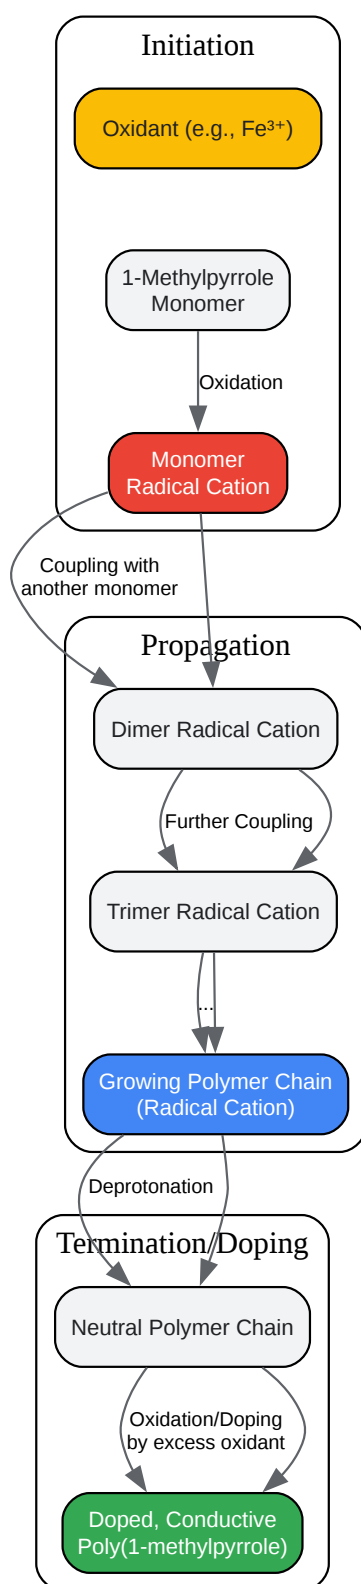 Initiation
Oxidant (e.g., Fe³⁺)
1-Methylpyrrole
Monomer
Oxidation
Monomer
Radical Cation
Coupling with
another monomer
Propagation
Dimer Radical Cation
Further Coupling
Trimer Radical Cation
...
Growing Polymer Chain
(Radical Cation)
Deprotonation
Termination/Doping
Neutral Polymer Chain
Oxidation/Doping
by excess oxidant
Doped, Conductive
Poly(1-methylpyrrole)